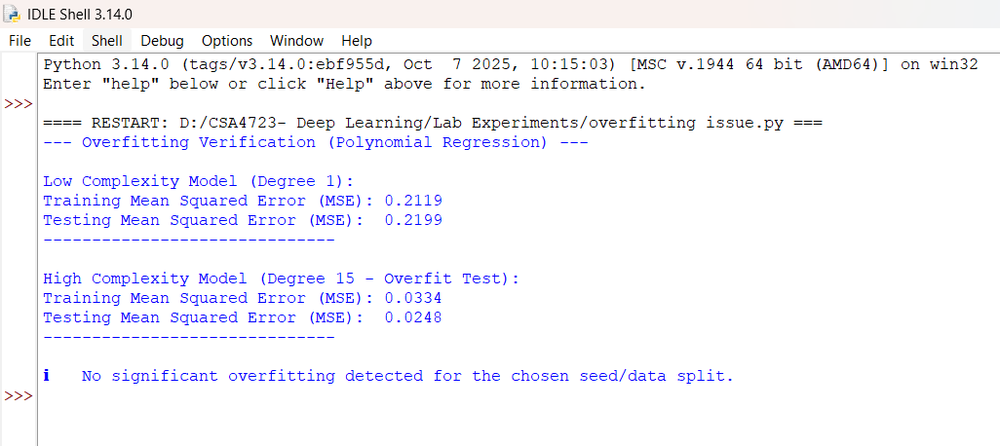 IDLE Shell 3.14.0
File Edit Shell Debug Options Window Help
Python 3.14.0 (tags/v3.14.0:ebf955d, Oct  7 2025, 10:15:03) [MSC v.1944 64 bit (AMD64)] on win32
Enter "help" below or click "Help" above for more information.
>>>
==== RESTART: D:/CSA4723- Deep Learning/Lab Experiments/overfitting issue.py ===
--- Overfitting Verification (Polynomial Regression) ---
Low Complexity Model (Degree 1):
Training Mean Squared Error (MSE): 0.2119
Testing Mean Squared Error (MSE):  0.2199
------------------------------
High Complexity Model (Degree 15 - Overfit Test):
Training Mean Squared Error (MSE): 0.0334
Testing Mean Squared Error (MSE):  0.0248
------------------------------
ℹ   No significant overfitting detected for the chosen seed/data split.
>>>